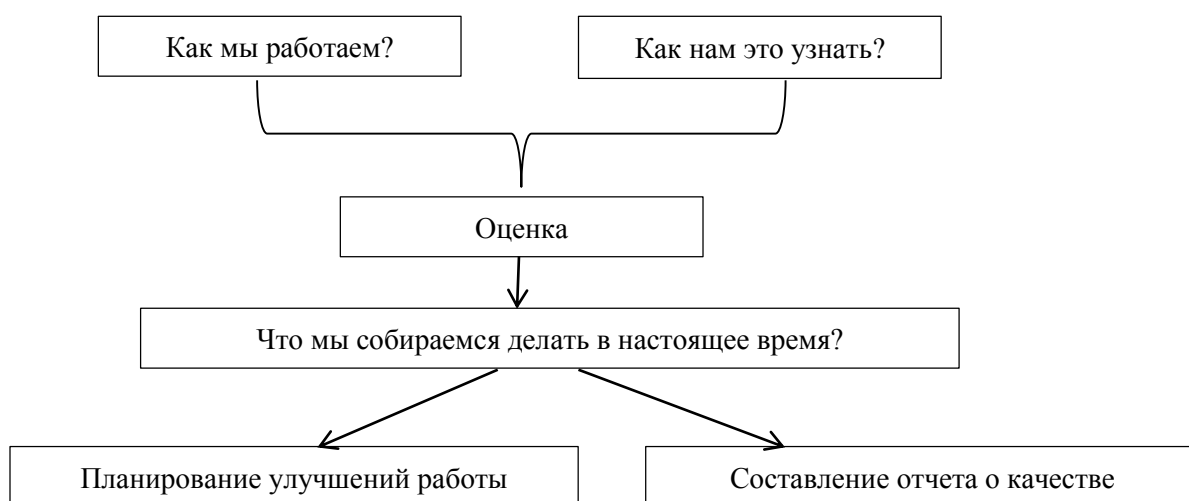 Как мы работаем?
Как нам это узнать?
Оценка
Что мы собираемся делать в настоящее время?
Планирование улучшений работы
Составление отчета о качестве